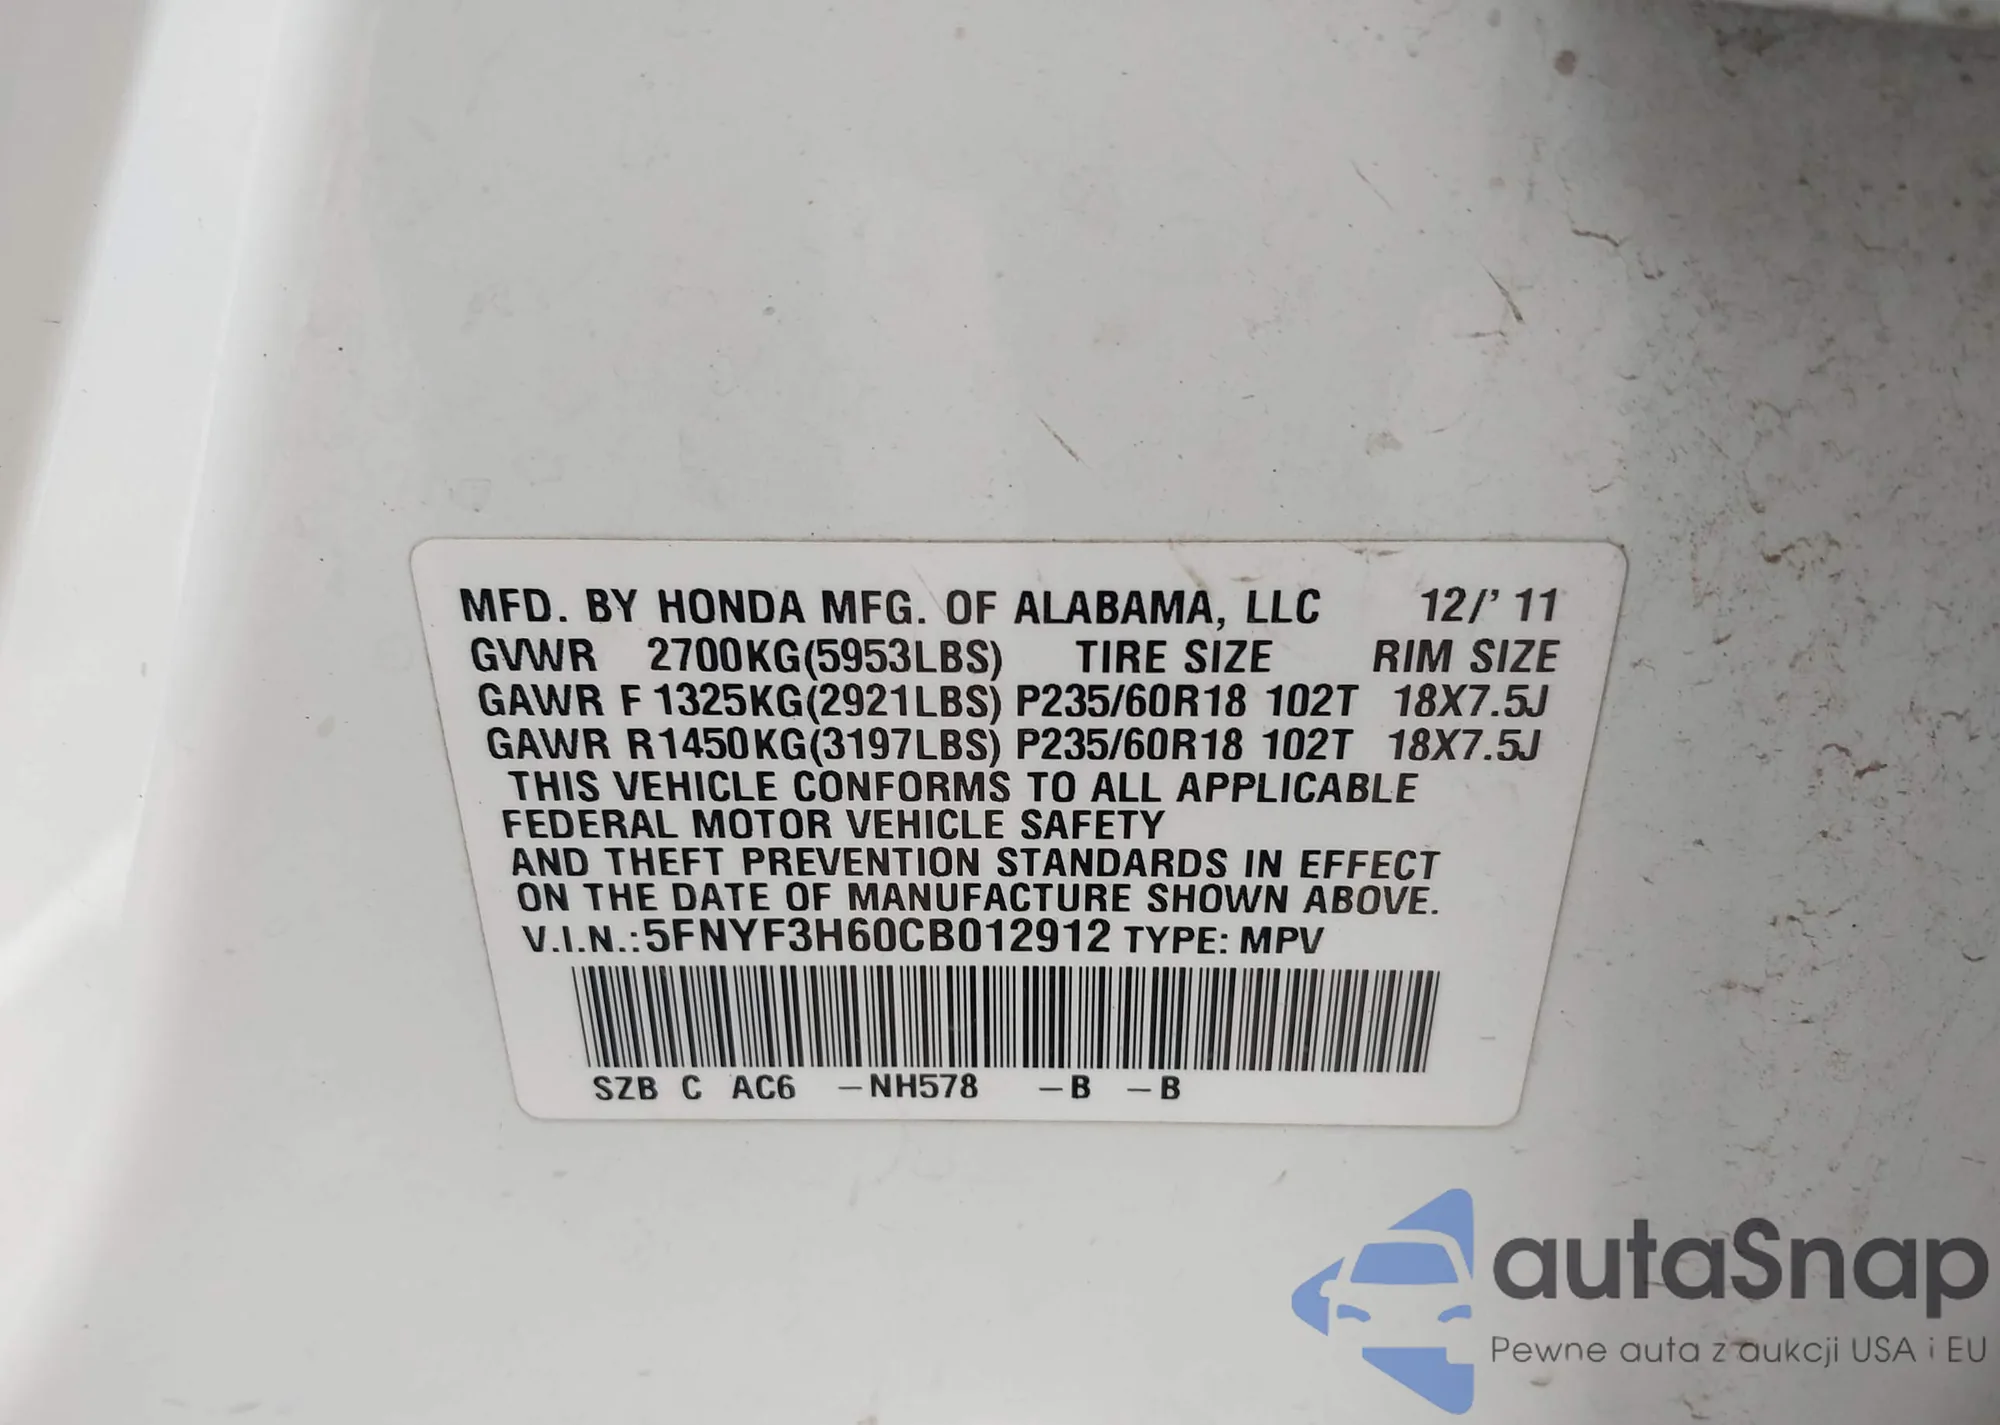 MFD. BY HONDA MFG. OF ALABAMA, LLC 12/' 11
GVWR 2700KG(5953LBS) TIRE SIZE RIM SIZE
GAWR F 1325KG(2921LBS) P235/60R18 102T 18X7.5J
GAWR R1450KG(3197LBS) P235/60R18 102T 18X7.5J
THIS VEHICLE CONFORMS TO ALL APPLICABLE
FEDERAL MOTOR VEHICLE SAFETY
AND THEFT PREVENTION STANDARDS IN EFFECT
ON THE DATE OF MANUFACTURE SHOWN ABOVE.
V.I.N.:5FNYF3H60CB012912 TYPE: MPV
SZB C AC6 –NH578 –B –B
autaSnap
Pewne auta z aukcji USA i EU